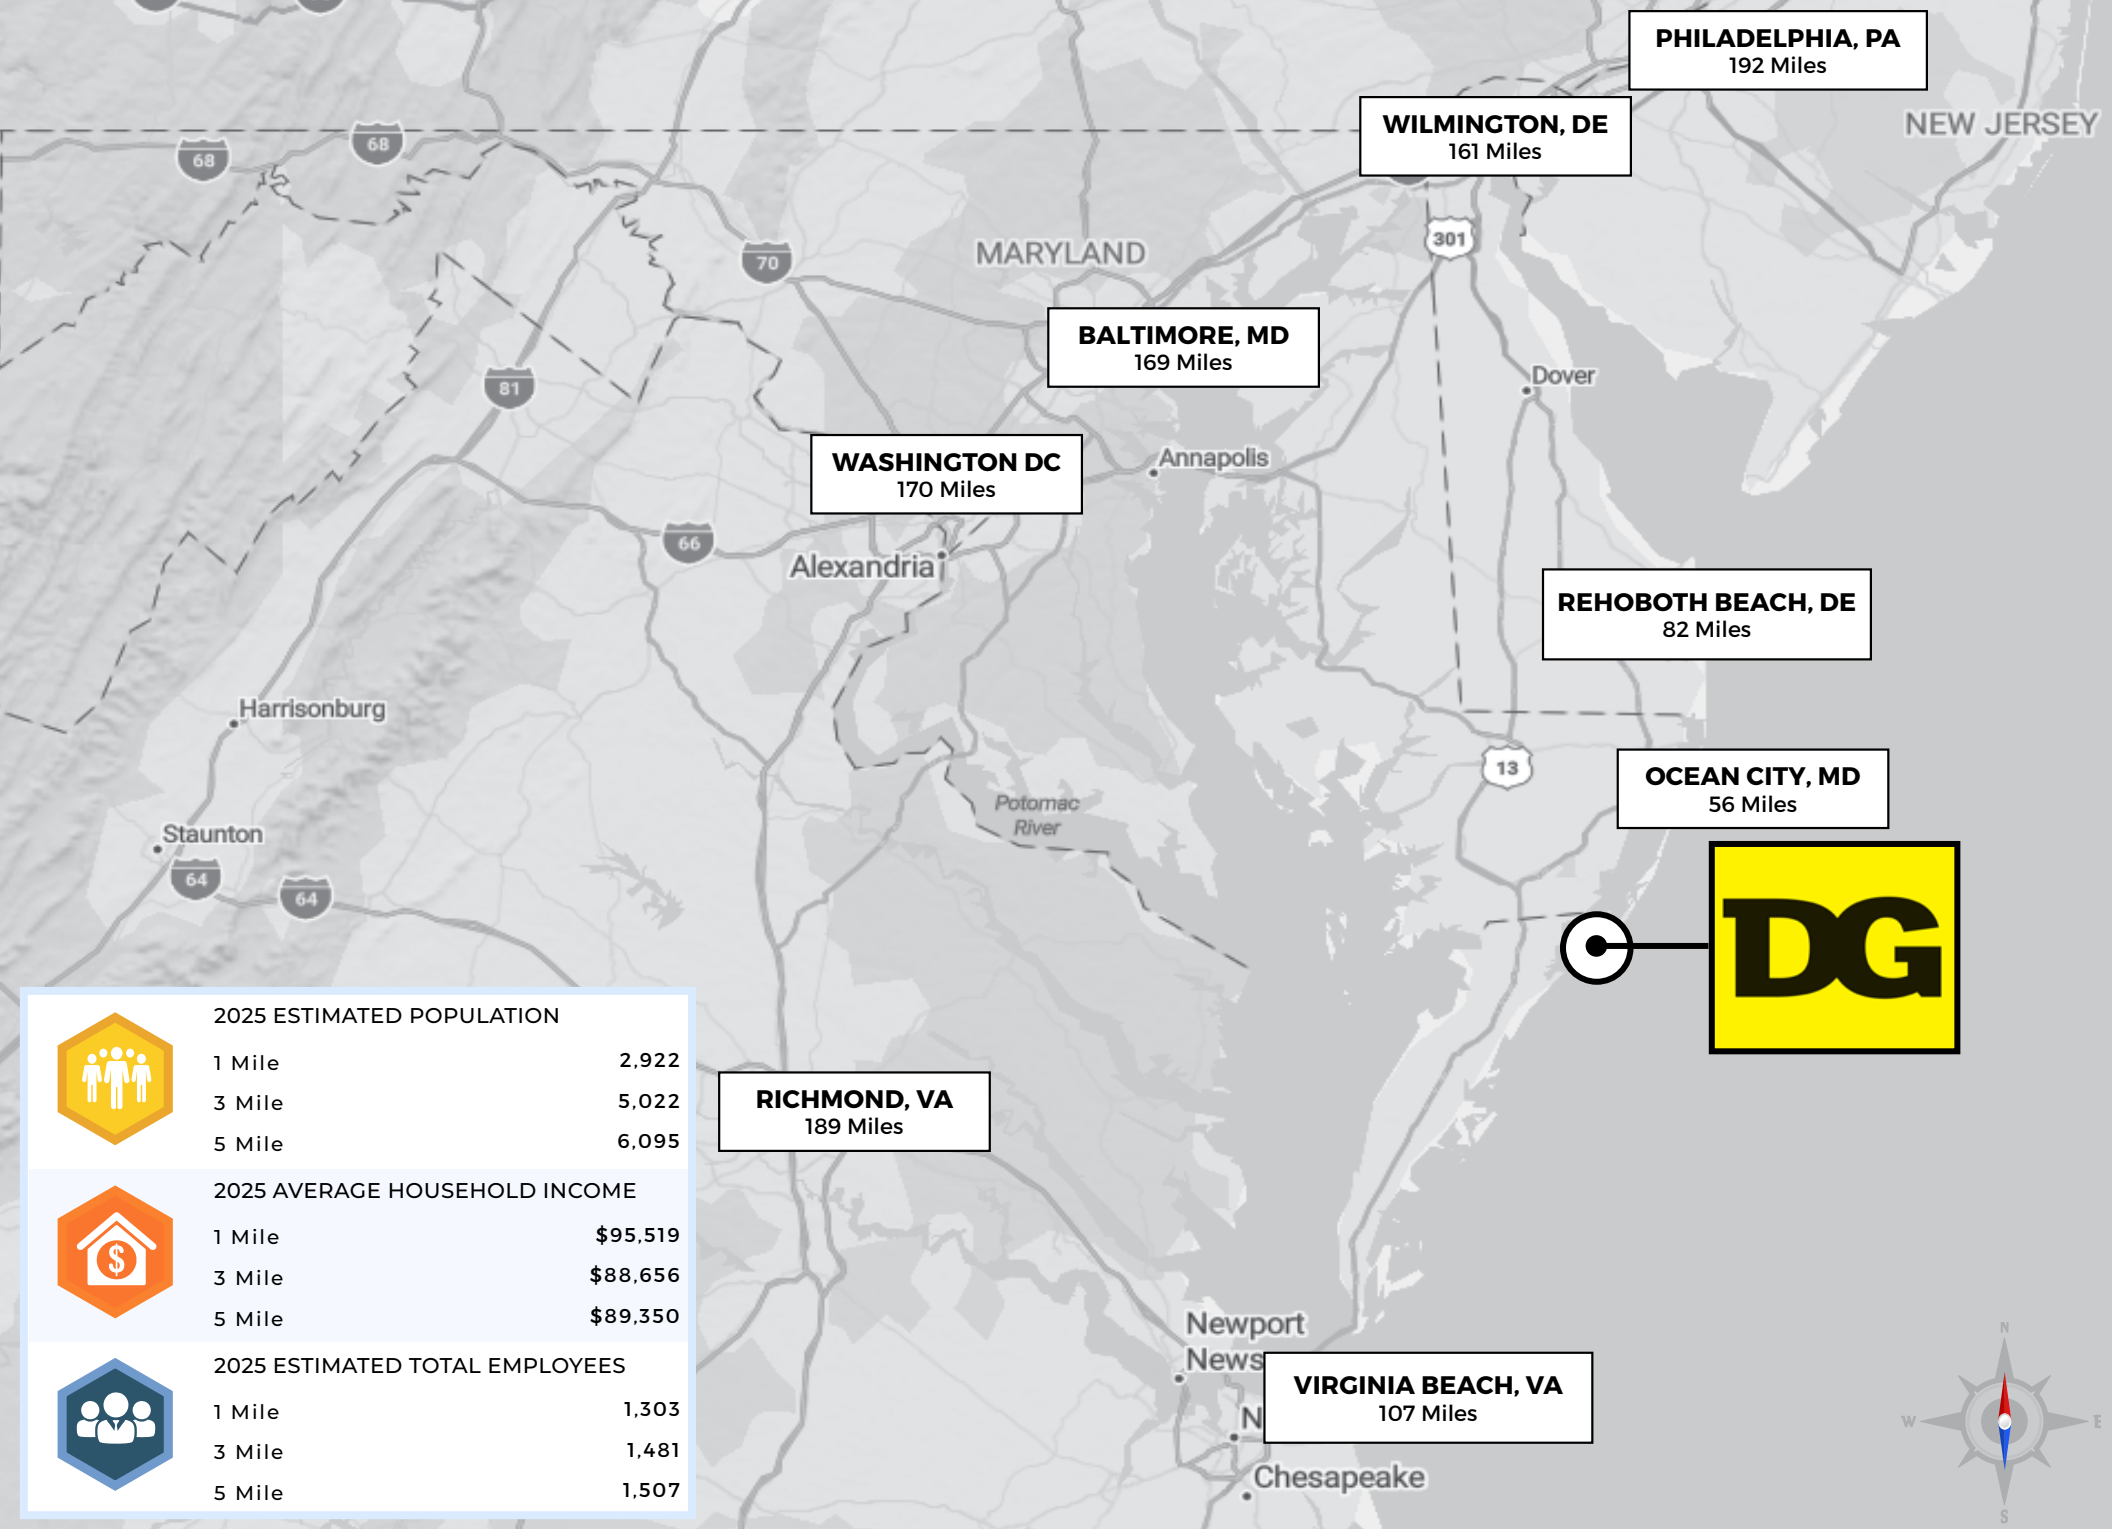 PHILADELPHIA, PA
192 Miles
WILMINGTON, DE
161 Miles
NEW JERSEY
68
68
301
70
MARYLAND
BALTIMORE, MD
169 Miles
81
Dover
WASHINGTON DC
170 Miles
Annapolis
66
Alexandria
REHOBOTH BEACH, DE
82 Miles
Harrisonburg
13
OCEAN CITY, MD
56 Miles
Potomac
River
Staunton
64
64
DG
2025 ESTIMATED POPULATION
1 Mile 2,922
3 Mile 5,022
5 Mile 6,095
2025 AVERAGE HOUSEHOLD INCOME
1 Mile $95,519
3 Mile $88,656
5 Mile $89,350
2025 ESTIMATED TOTAL EMPLOYEES
1 Mile 1,303
3 Mile 1,481
5 Mile 1,507
RICHMOND, VA
189 Miles
Newport
News
VIRGINIA BEACH, VA
107 Miles
N
Chesapeake
N
W E
S